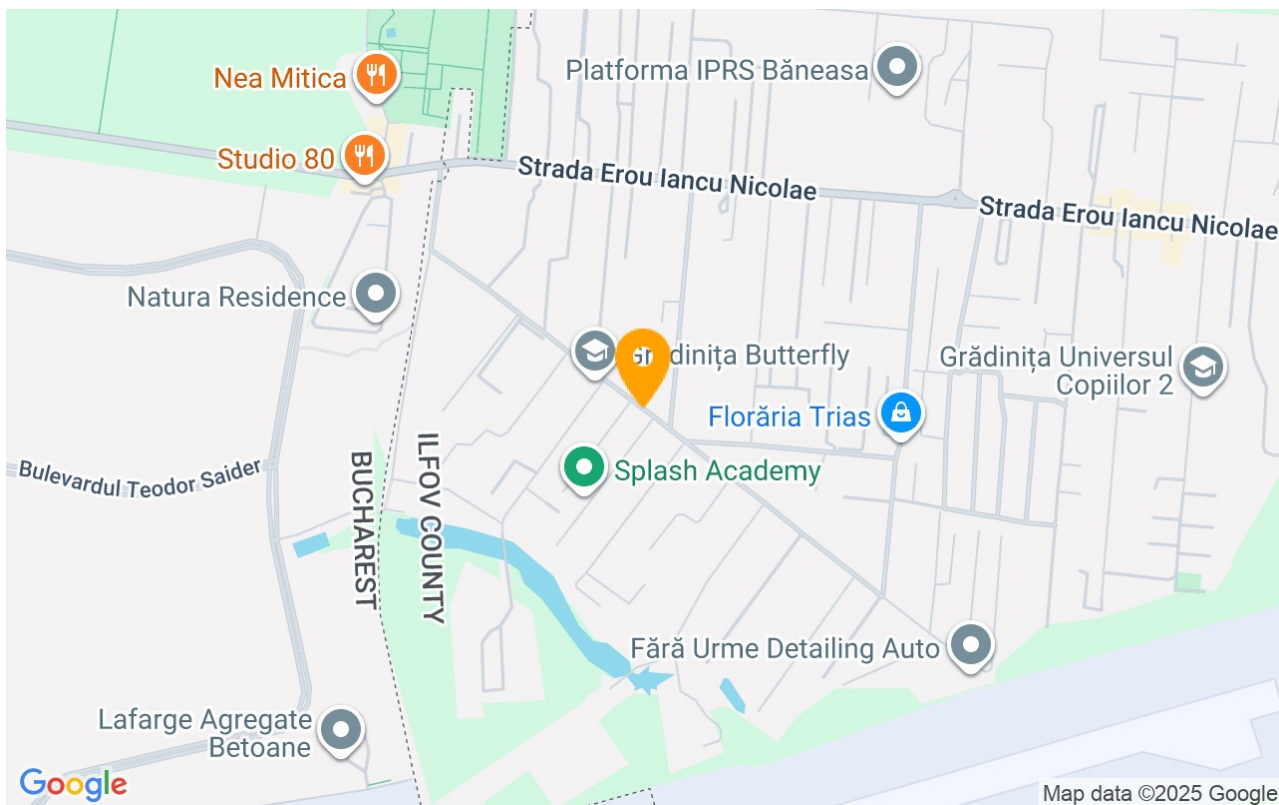 Nea Mitica
Platforma IPRS Băneasa
Studio 80
Strada Erou Iancu Nicolae
Strada Erou Iancu Nicolae
Natura Residence
Grădinița Butterfly
Grădinița Universul
Copiilor 2
Florăria Trias
Bulevardul Teodor Saider
BUCHAREST
ILFOV COUNTY
Splash Academy
Fără Urme Detailing Auto
Lafarge Agregate
Betoane
Google
Map data ©2025 Google